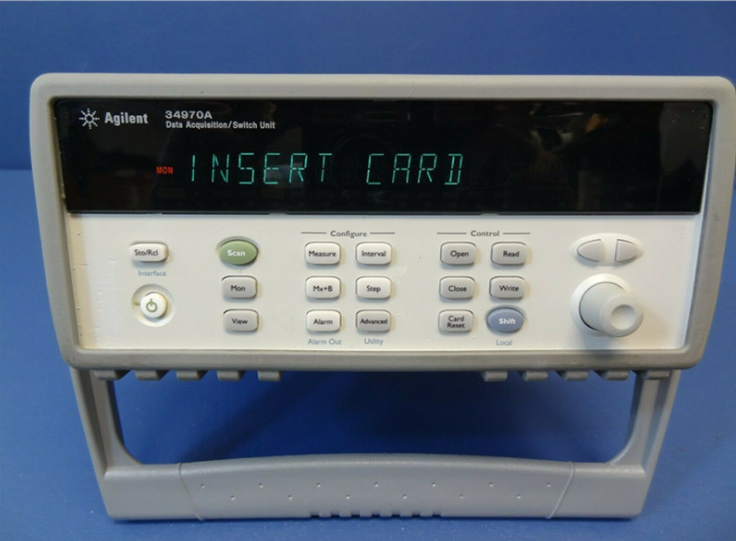 Agilent 34970A
Data Acquisition/Switch Unit
MON INSERT CARD
Configure Control
Sto/Rcl Scan Measure Interval Open Read
Interface
Mon Mx+B Step Close Write
View Alarm Advanced Card Reset Shift
Alarm Out Utility Local